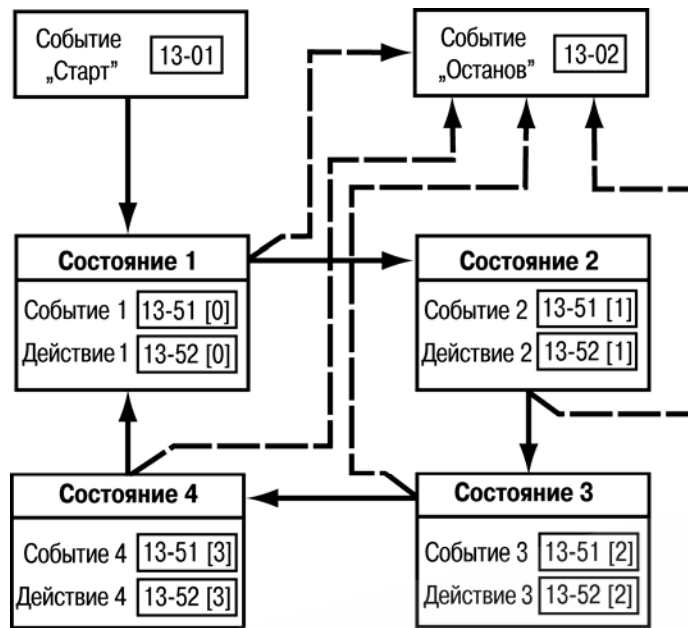 Событие
„Старт” 13-01
Событие
„Останов” 13-02
Состояние 1
Событие 1 13-51 [0]
Действие 1 13-52 [0]
Состояние 2
Событие 2 13-51 [1]
Действие 2 13-52 [1]
Состояние 4
Событие 4 13-51 [3]
Действие 4 13-52 [3]
Состояние 3
Событие 3 13-51 [2]
Действие 3 13-52 [2]